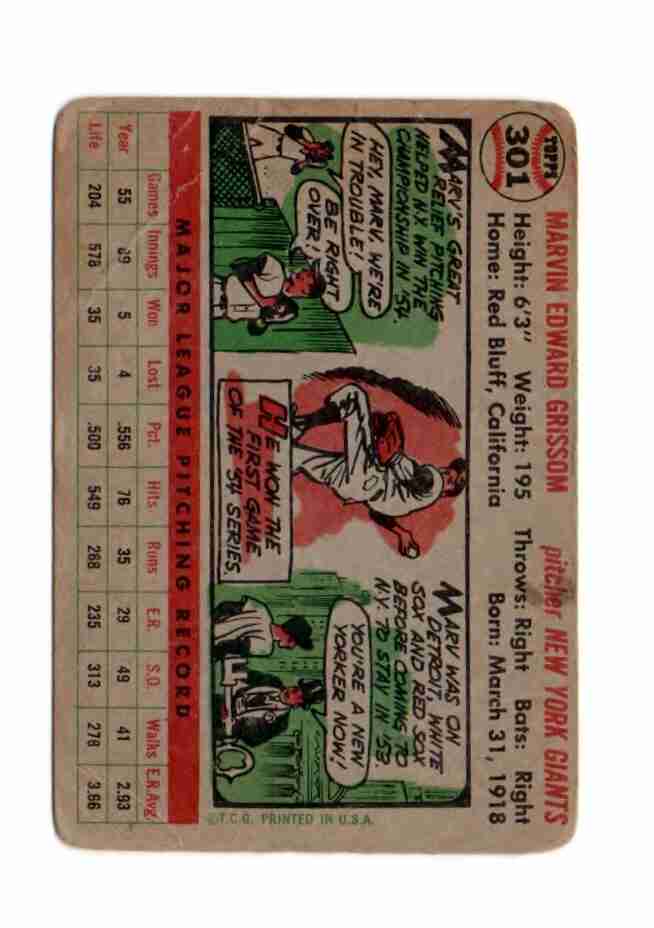 TOPPS
301
MARVIN EDWARD GRISSOM pitcher NEW YORK GIANTS
Height: 6'3" Weight: 195 Throws: Right Bats: Right
Home: Red Bluff, California Born: March 31, 1918
MARV'S GREAT
RELIEF PITCHING
HELPED N.Y. WIN THE
CHAMPIONSHIP IN '54.
HEY, MARV, WE'RE
IN TROUBLE!
BE RIGHT
OVER!
HE WON THE
FIRST GAME
OF THE '54 SERIES.
MARV WAS ON
DETROIT, WHITE
SOX AND RED SOX
BEFORE COMING TO
N.Y. TO STAY IN '53.
YOU'RE A NEW
YORKER NOW!
©T.C.G. PRINTED IN U.S.A.
MAJOR LEAGUE PITCHING RECORD
Games Innings Won Lost Pct. Hits Runs E.R. S.O. Walks E.R.Avg.
Year 55 89 5 4 .556 76 35 29 49 41 2.93
Life 204 578 35 35 .500 549 268 235 313 278 3.66